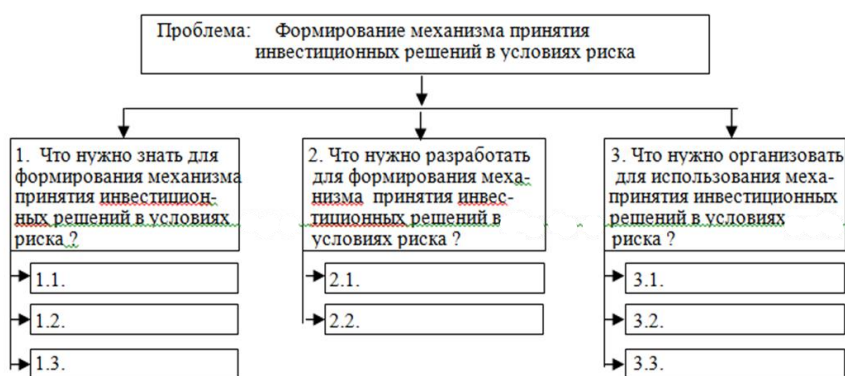 Проблема: Формирование механизма принятия
инвестиционных решений в условиях риска
1. Что нужно знать для
формирования механизма
принятия инвестицион-
ных решений в условиях
риска ?
2. Что нужно разработать
для формирования меха-
низма принятия инвес-
тиционных решений в
условиях риска ?
3. Что нужно организовать
для использования меха-
принятия инвестиционных
решений в условиях
риска ?
1.1.
1.2.
1.3.
2.1.
2.2.
3.1.
3.2.
3.3.